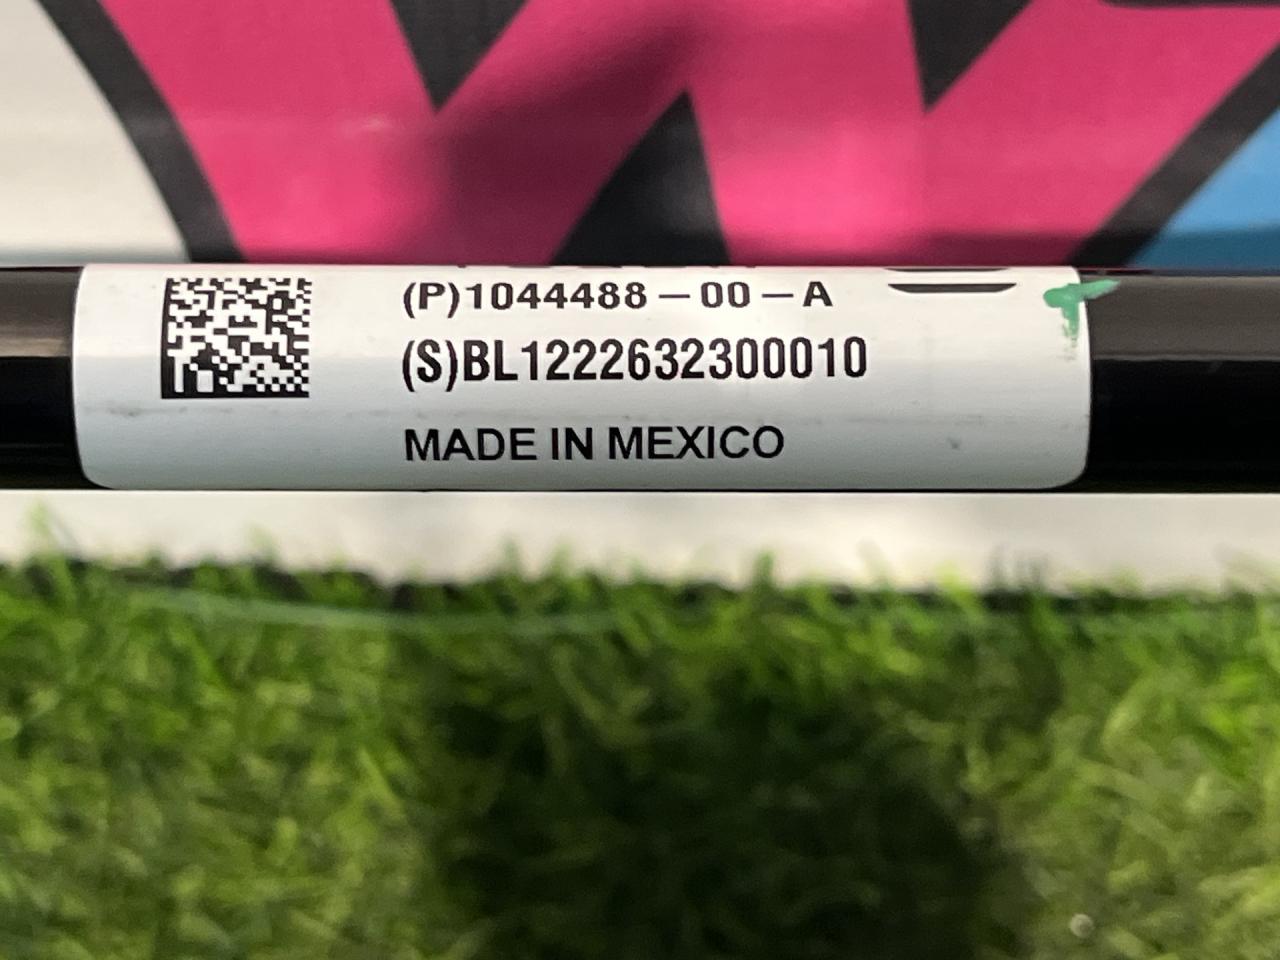 (P)1044488-00-A
(S)BL1222632300010
MADE IN MEXICO